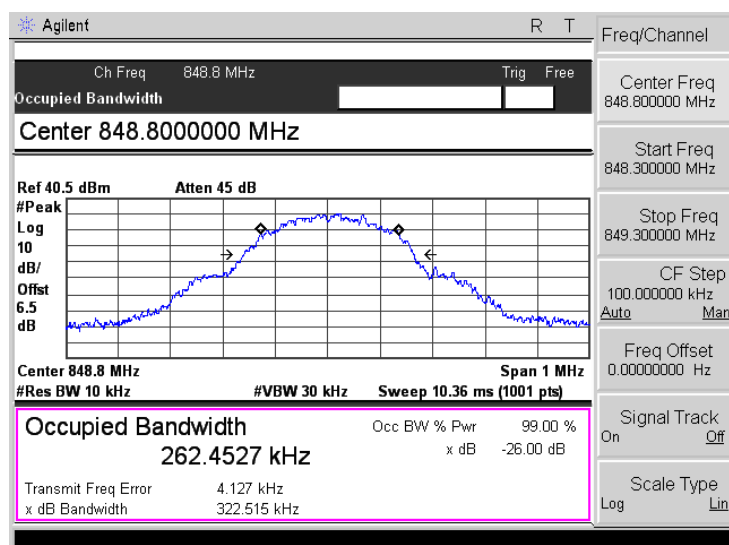 Agilent R T
Ch Freq 848.8 MHz Trig Free
Occupied Bandwidth
Center 848.8000000 MHz
Ref 40.5 dBm Atten 45 dB
#Peak
Log
10
dB/
Offst
6.5
dB
Center 848.8 MHz Span 1 MHz
#Res BW 10 kHz #VBW 30 kHz Sweep 10.36 ms (1001 pts)
Occupied Bandwidth Occ BW % Pwr 99.00 %
262.4527 kHz x dB -26.00 dB
Transmit Freq Error 4.127 kHz
x dB Bandwidth 322.515 kHz
Freq/Channel
Center Freq
848.800000 MHz
Start Freq
848.300000 MHz
Stop Freq
849.300000 MHz
CF Step
100.000000 kHz
Auto Man
Freq Offset
0.00000000 Hz
Signal Track
On Off
Scale Type
Log Lin